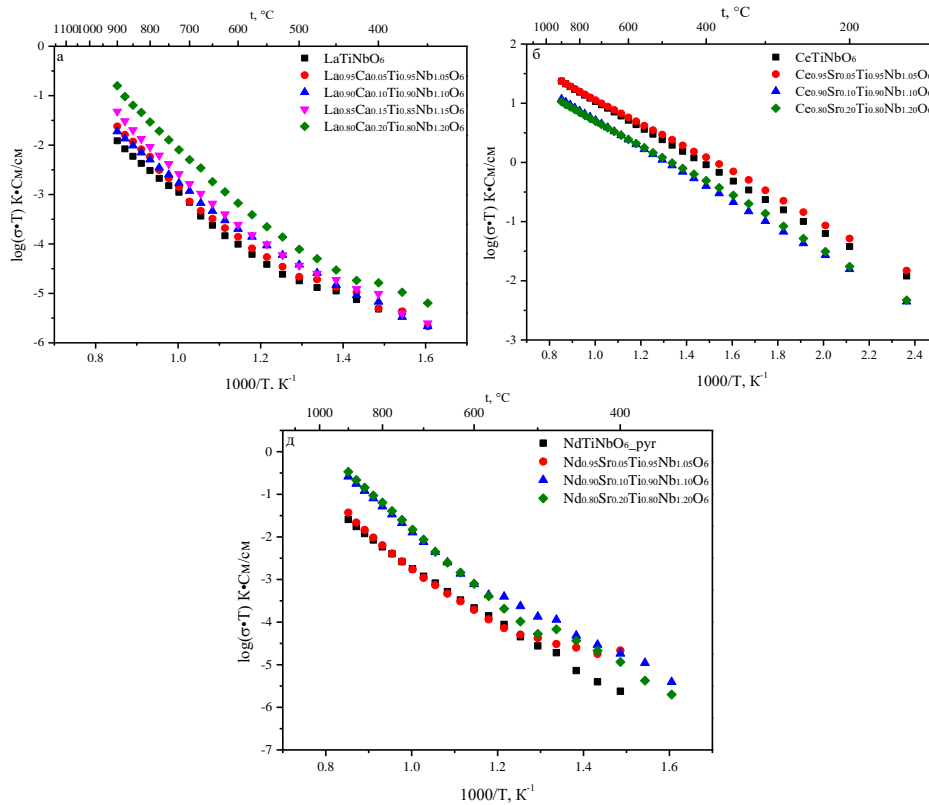 t, °C
1100 1000 900 800 700 600 500 400
а
LaTiNbO₆
La₀.₉₅Ca₀.₀₅Ti₀.₉₅Nb₁.₀₅O₆
La₀.₉₀Ca₀.₁₀Ti₀.₉₀Nb₁.₁₀O₆
La₀.₈₅Ca₀.₁₅Ti₀.₈₅Nb₁.₁₅O₆
La₀.₈₀Ca₀.₂₀Ti₀.₈₀Nb₁.₂₀O₆
log(σ•T) К•См/см
0
-1
-2
-3
-4
-5
-6
0.8 1.0 1.2 1.4 1.6
1000/T, K⁻¹
t, °C
1000 800 600 400 200
б
CeTiNbO₆
Ce₀.₉₅Sr₀.₀₅Ti₀.₉₅Nb₁.₀₅O₆
Ce₀.₉₀Sr₀.₁₀Ti₀.₉₀Nb₁.₁₀O₆
Ce₀.₈₀Sr₀.₂₀Ti₀.₈₀Nb₁.₂₀O₆
log(σ•T) К•См/см
2
1
0
-1
-2
-3
0.8 1.0 1.2 1.4 1.6 1.8 2.0 2.2 2.4
1000/T, K⁻¹
t, °C
1000 800 600 400
д
NdTiNbO₆_pyr
Nd₀.₉₅Sr₀.₀₅Ti₀.₉₅Nb₁.₀₅O₆
Nd₀.₉₀Sr₀.₁₀Ti₀.₉₀Nb₁.₁₀O₆
Nd₀.₈₀Sr₀.₂₀Ti₀.₈₀Nb₁.₂₀O₆
log(σ•T) К•См/см
0
-1
-2
-3
-4
-5
-6
-7
0.8 1.0 1.2 1.4 1.6
1000/T, K⁻¹